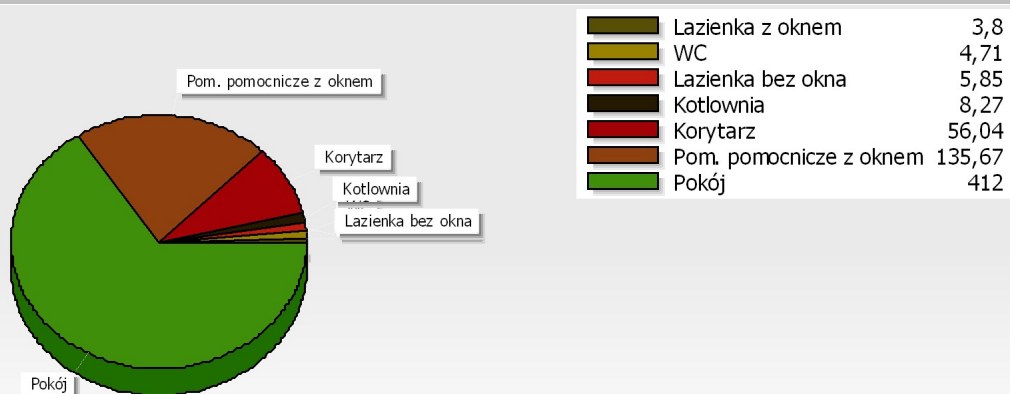 Lazienka z oknem 3,8
WC 4,71
Lazienka bez okna 5,85
Kotlownia 8,27
Korytarz 56,04
Pom. pomocnicze z oknem 135,67
Pokój 412
Pom. pomocnicze z oknem
Korytarz
Kotlownia
Lazienka bez okna
Pokój